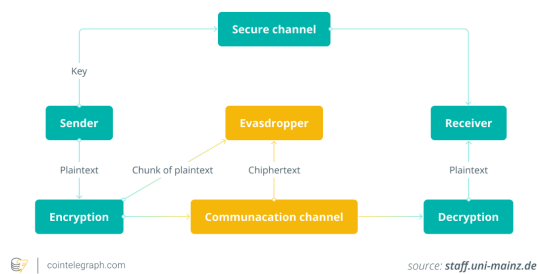 Secure channel
Key
Sender
Evasdropper
Receiver
Plaintext
Chunk of plaintext
Chiphertext
Plaintext
Encryption
Communacation channel
Decryption
cointelegraph.com
source: staff.uni-mainz.de